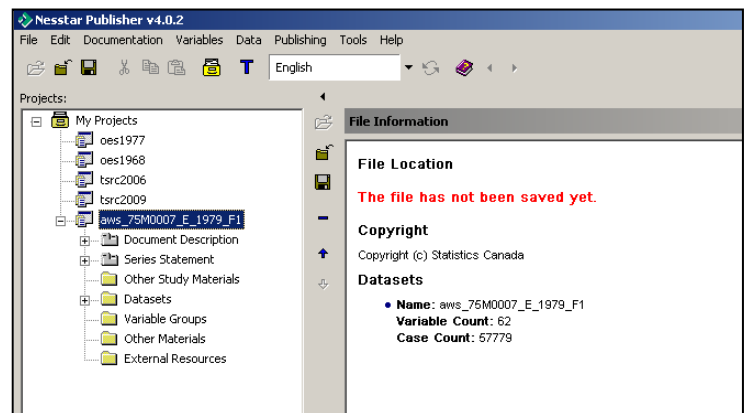 Nesstar Publisher v4.0.2
File Edit Documentation Variables Data Publishing Tools Help
English
Projects:
My Projects
oes1977
oes1968
tsrc2006
tsrc2009
aws_75M0007_E_1979_F1
Document Description
Series Statement
Other Study Materials
Datasets
Variable Groups
Other Materials
External Resources
File Information
File Location
The file has not been saved yet.
Copyright
Copyright (c) Statistics Canada
Datasets
Name: aws_75M0007_E_1979_F1
Variable Count: 62
Case Count: 57779